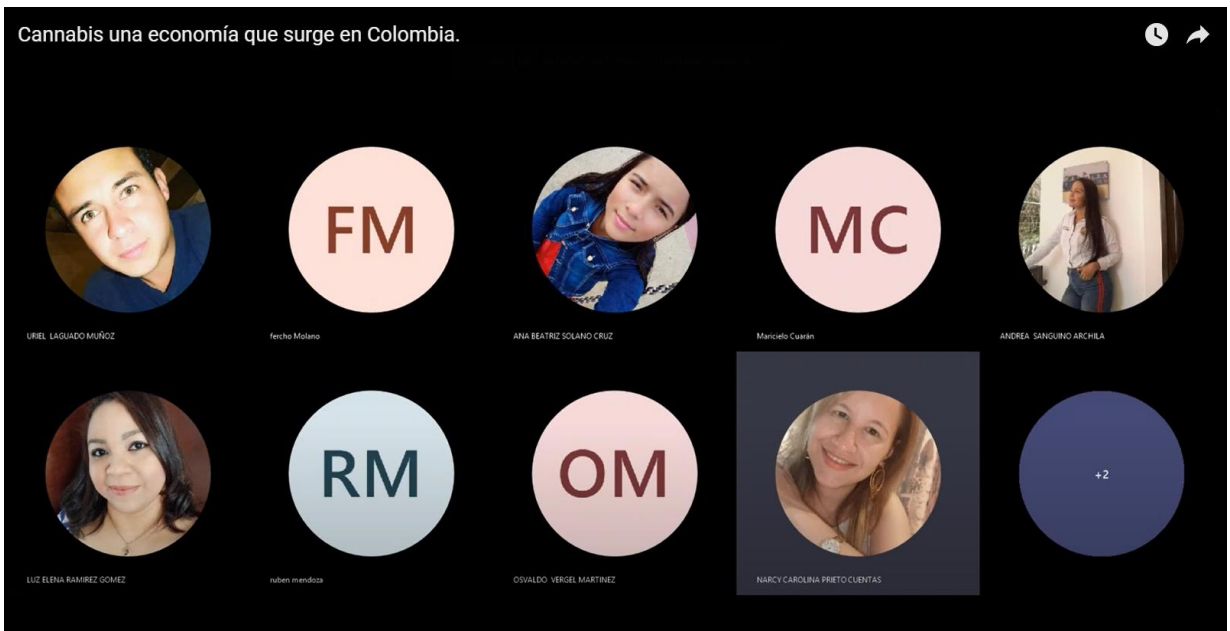 Cannabis una economía que surge en Colombia.
FM
MC
URIEL LAGUADO MUÑOZ
fercho Molano
ANA BEATRIZ SOLANO CRUZ
Maricielo Cuarán
ANDREA SANGUINO ARCHILA
RM
OM
+2
LUZ ELENA RAMIREZ GOMEZ
ruben mendoza
OSVALDO VERGEL MARTINEZ
NARCY CAROLINA PRIETO CUENTAS